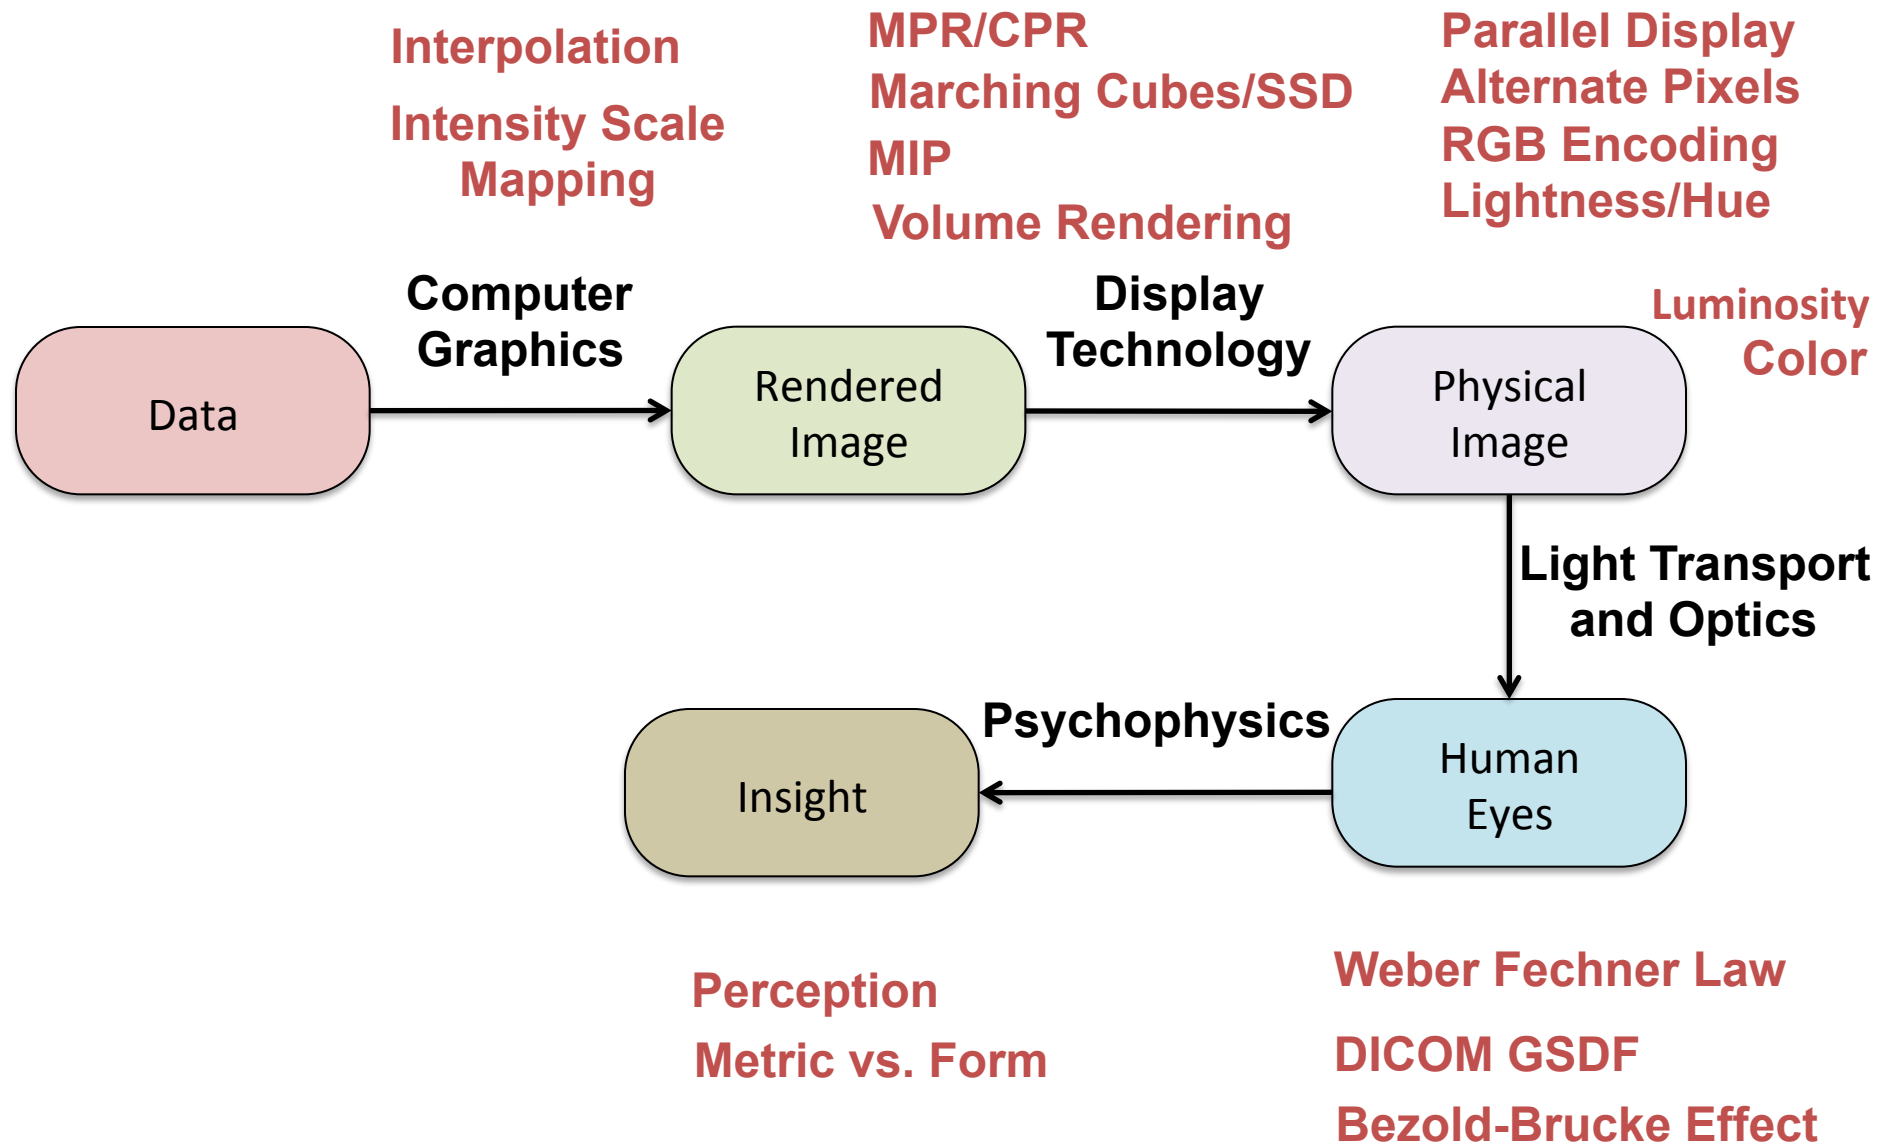 Interpolation
Intensity Scale
Mapping
MPR/CPR
Marching Cubes/SSD
MIP
Volume Rendering
Parallel Display
Alternate Pixels
RGB Encoding
Lightness/Hue
Computer
Graphics
Display
Technology
Luminosity
Color
Data
Rendered
Image
Physical
Image
Light Transport
and Optics
Psychophysics
Human
Eyes
Insight
Perception
Metric vs. Form
Weber Fechner Law
DICOM GSDF
Bezold-Brucke Effect